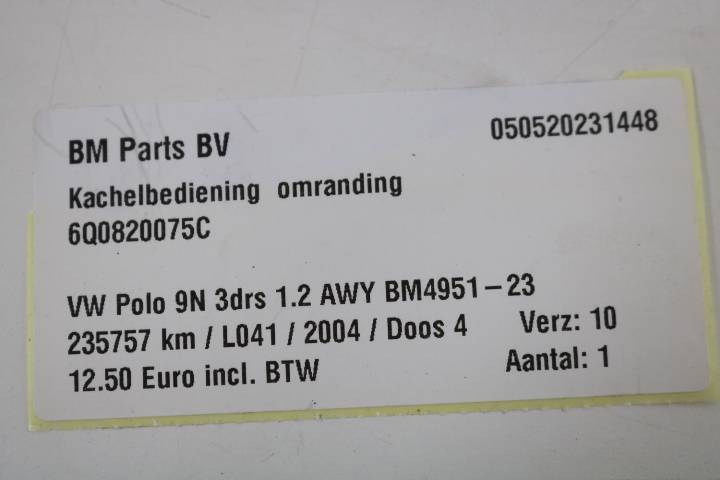 BM Parts BV 050520231448
Kachelbediening omranding
6Q0820075C
VW Polo 9N 3drs 1.2 AWY BM4951-23
235757 km / L041 / 2004 / Doos 4 Verz: 10
12.50 Euro incl. BTW Aantal: 1